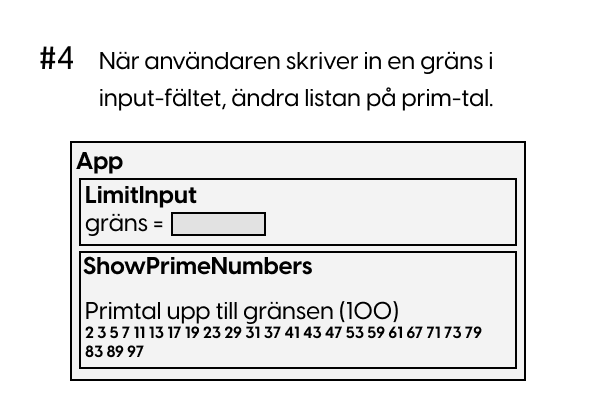 #4 När användaren skriver in en gräns i
input-fältet, ändra listan på prim-tal.
App
LimitInput
gräns =
ShowPrimeNumbers
Primtal upp till gränsen (100)
2 3 5 7 11 13 17 19 23 29 31 37 41 43 47 53 59 61 67 71 73 79
83 89 97